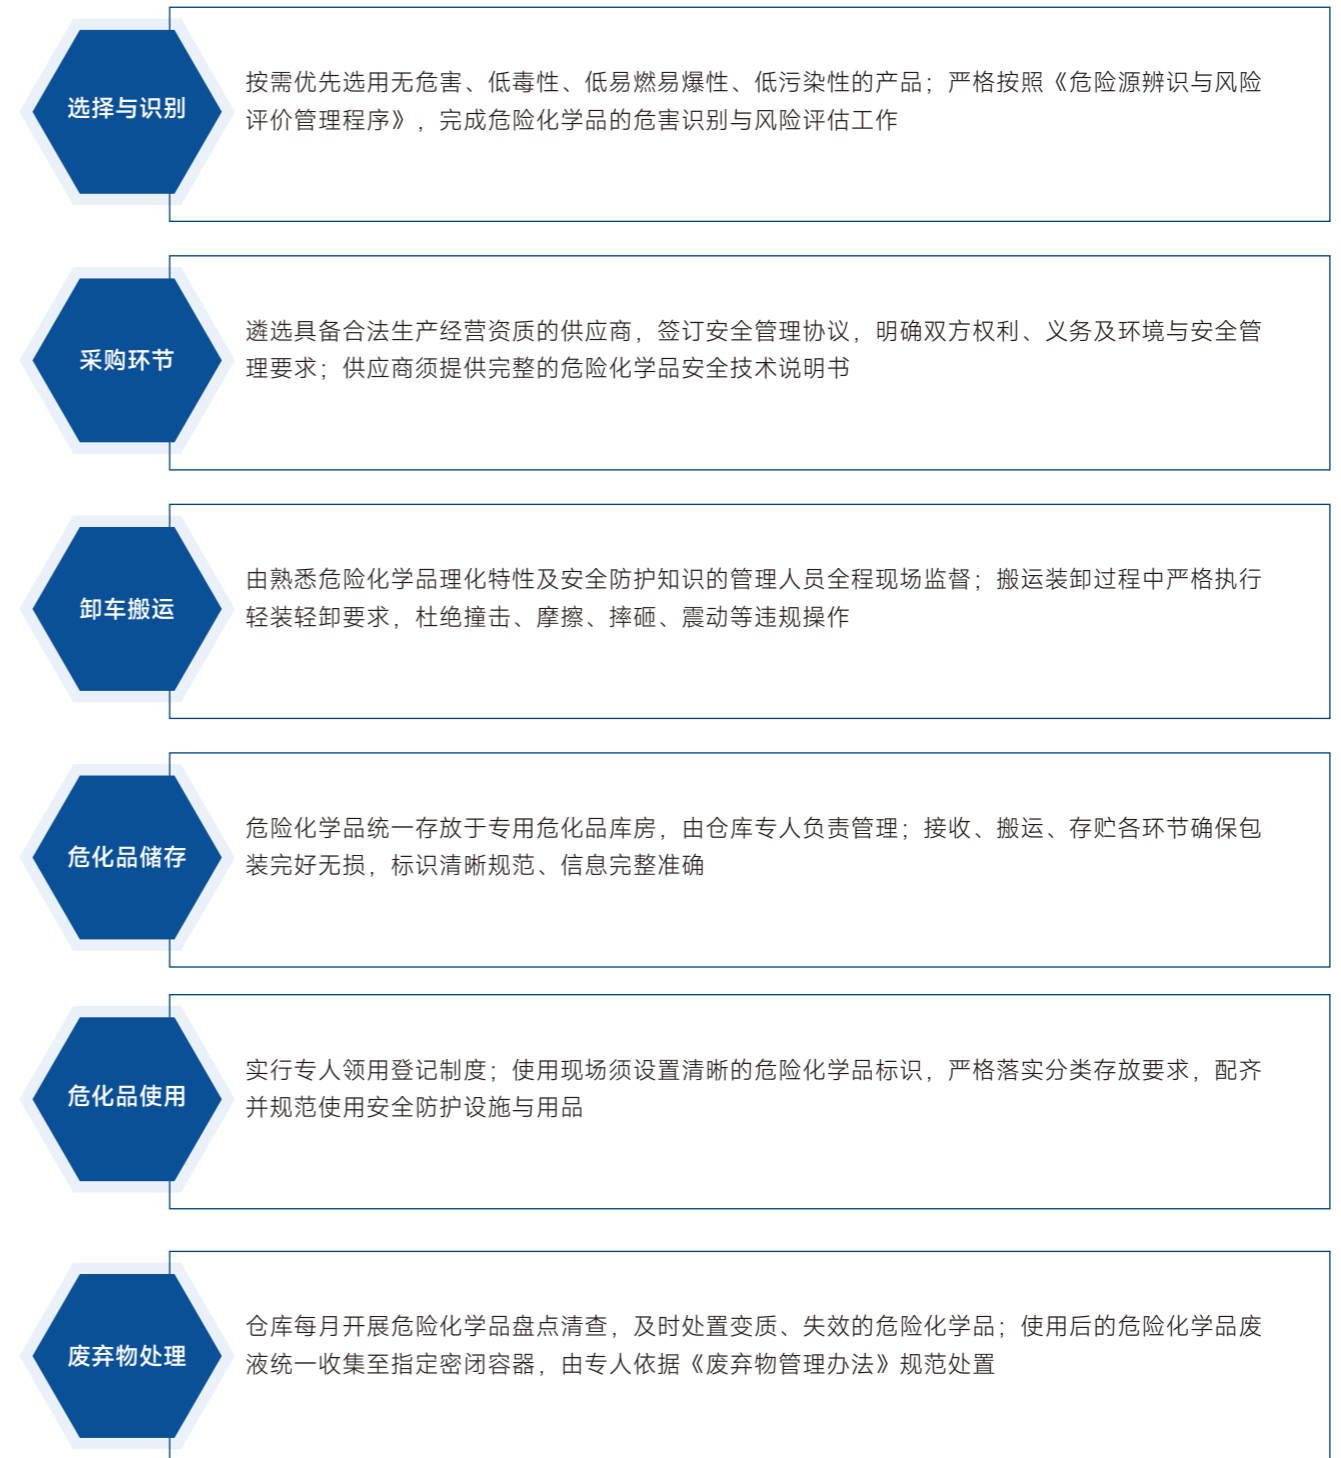 选择与识别
按需优先选用无危害、低毒性、低易燃易爆性、低污染性的产品；严格按照《危险源辨识与风险
评价管理程序》，完成危险化学品的危害识别与风险评估工作
采购环节
遴选具备合法生产经营资质的供应商，签订安全管理协议，明确双方权利、义务及环境与安全管
理要求；供应商须提供完整的危险化学品安全技术说明书
卸车搬运
由熟悉危险化学品理化特性及安全防护知识的管理人员全程现场监督；搬运装卸过程中严格执行
轻装轻卸要求，杜绝撞击、摩擦、摔砸、震动等违规操作
危化品储存
危险化学品统一存放于专用危化品库房，由仓库专人负责管理；接收、搬运、存贮各环节确保包
装完好无损，标识清晰规范、信息完整准确
危化品使用
实行专人领用登记制度；使用现场须设置清晰的危险化学品标识，严格落实分类存放要求，配齐
并规范使用安全防护设施与用品
废弃物处理
仓库每月开展危险化学品盘点清查，及时处置变质、失效的危险化学品；使用后的危险化学品废
液统一收集至指定密闭容器，由专人依据《废弃物管理办法》规范处置